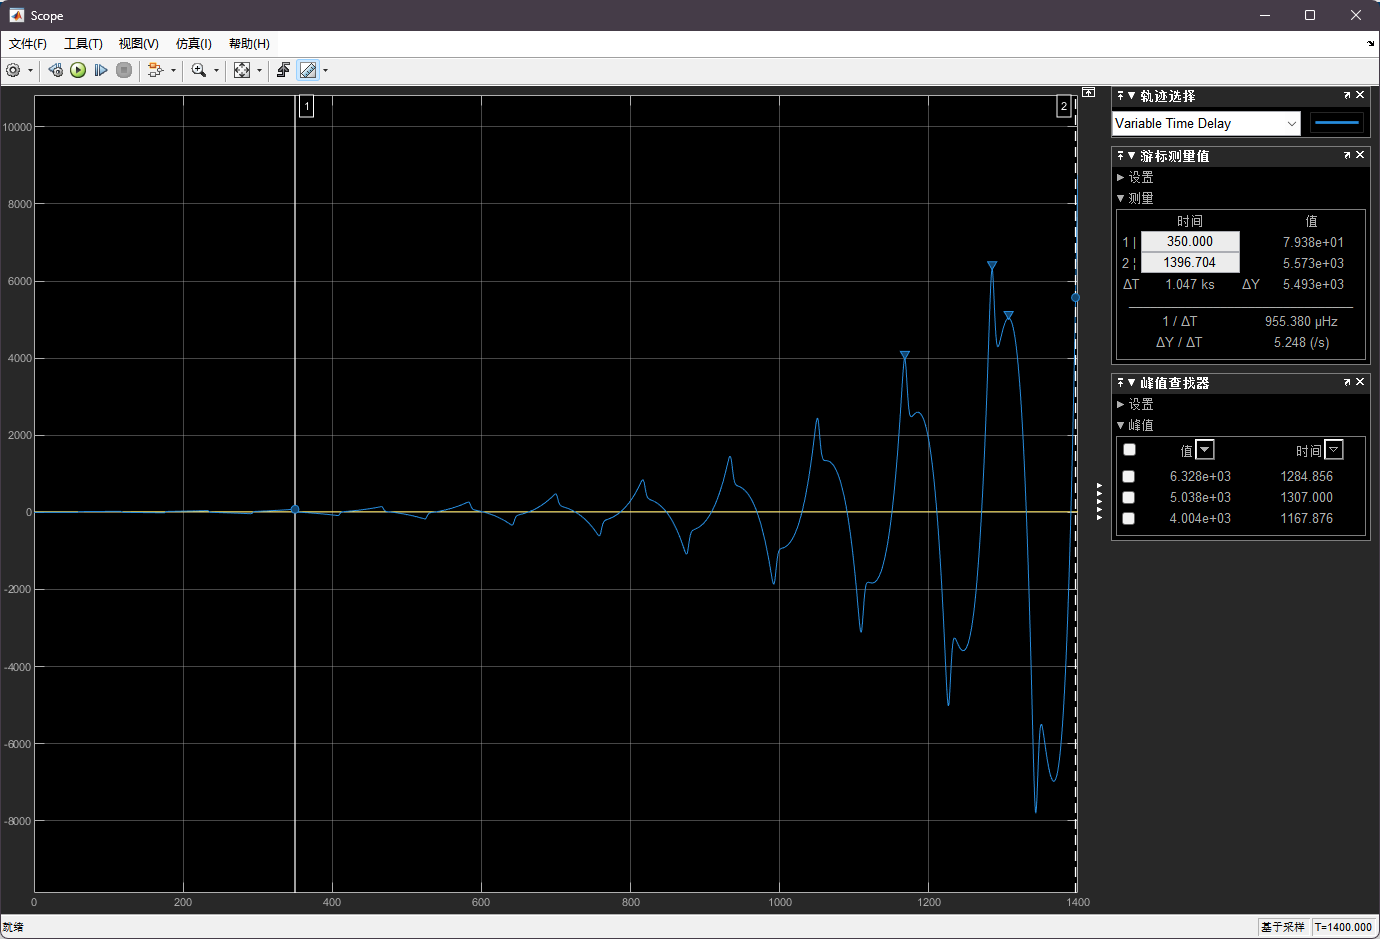 Scope
文件(F) 工具(T) 视图(V) 仿真(I) 帮助(H)
1
2
10000
8000
6000
4000
2000
0
-2000
-4000
-6000
-8000
0 200 400 600 800 1000 1200 1400
轨迹选择
Variable Time Delay
游标测量值
设置
测量
时间 值
1 350.000 7.938e+01
2 1396.704 5.573e+03
ΔT 1.047 ks ΔY 5.493e+03
1 / ΔT 955.380 μHz
ΔY / ΔT 5.248 (/s)
峰值查找器
设置
峰值
值 时间
6.328e+03 1284.856
5.038e+03 1307.000
4.004e+03 1167.876
就绪 基于采样 T=1400.000